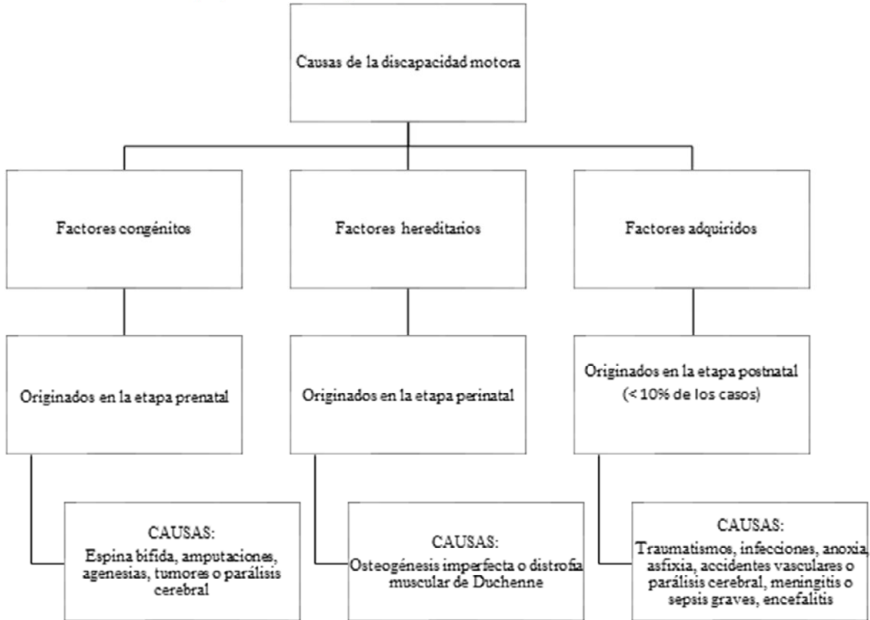 Causas de la discapacidad motora
Factores congénitos
Factores hereditarios
Factores adquiridos
Originados en la etapa prenatal
Originados en la etapa perinatal
Originados en la etapa postnatal
(< 10% de los casos)
CAUSAS:
Espina bífida, amputaciones,
agenesias, tumores o parálisis
cerebral
CAUSAS:
Osteogénesis imperfecta o distrofia
muscular de Duchenne
CAUSAS:
Traumatismos, infecciones, anoxia,
asfixia, accidentes vasculares o
parálisis cerebral, meningitis o
sepsis graves, encefalitis